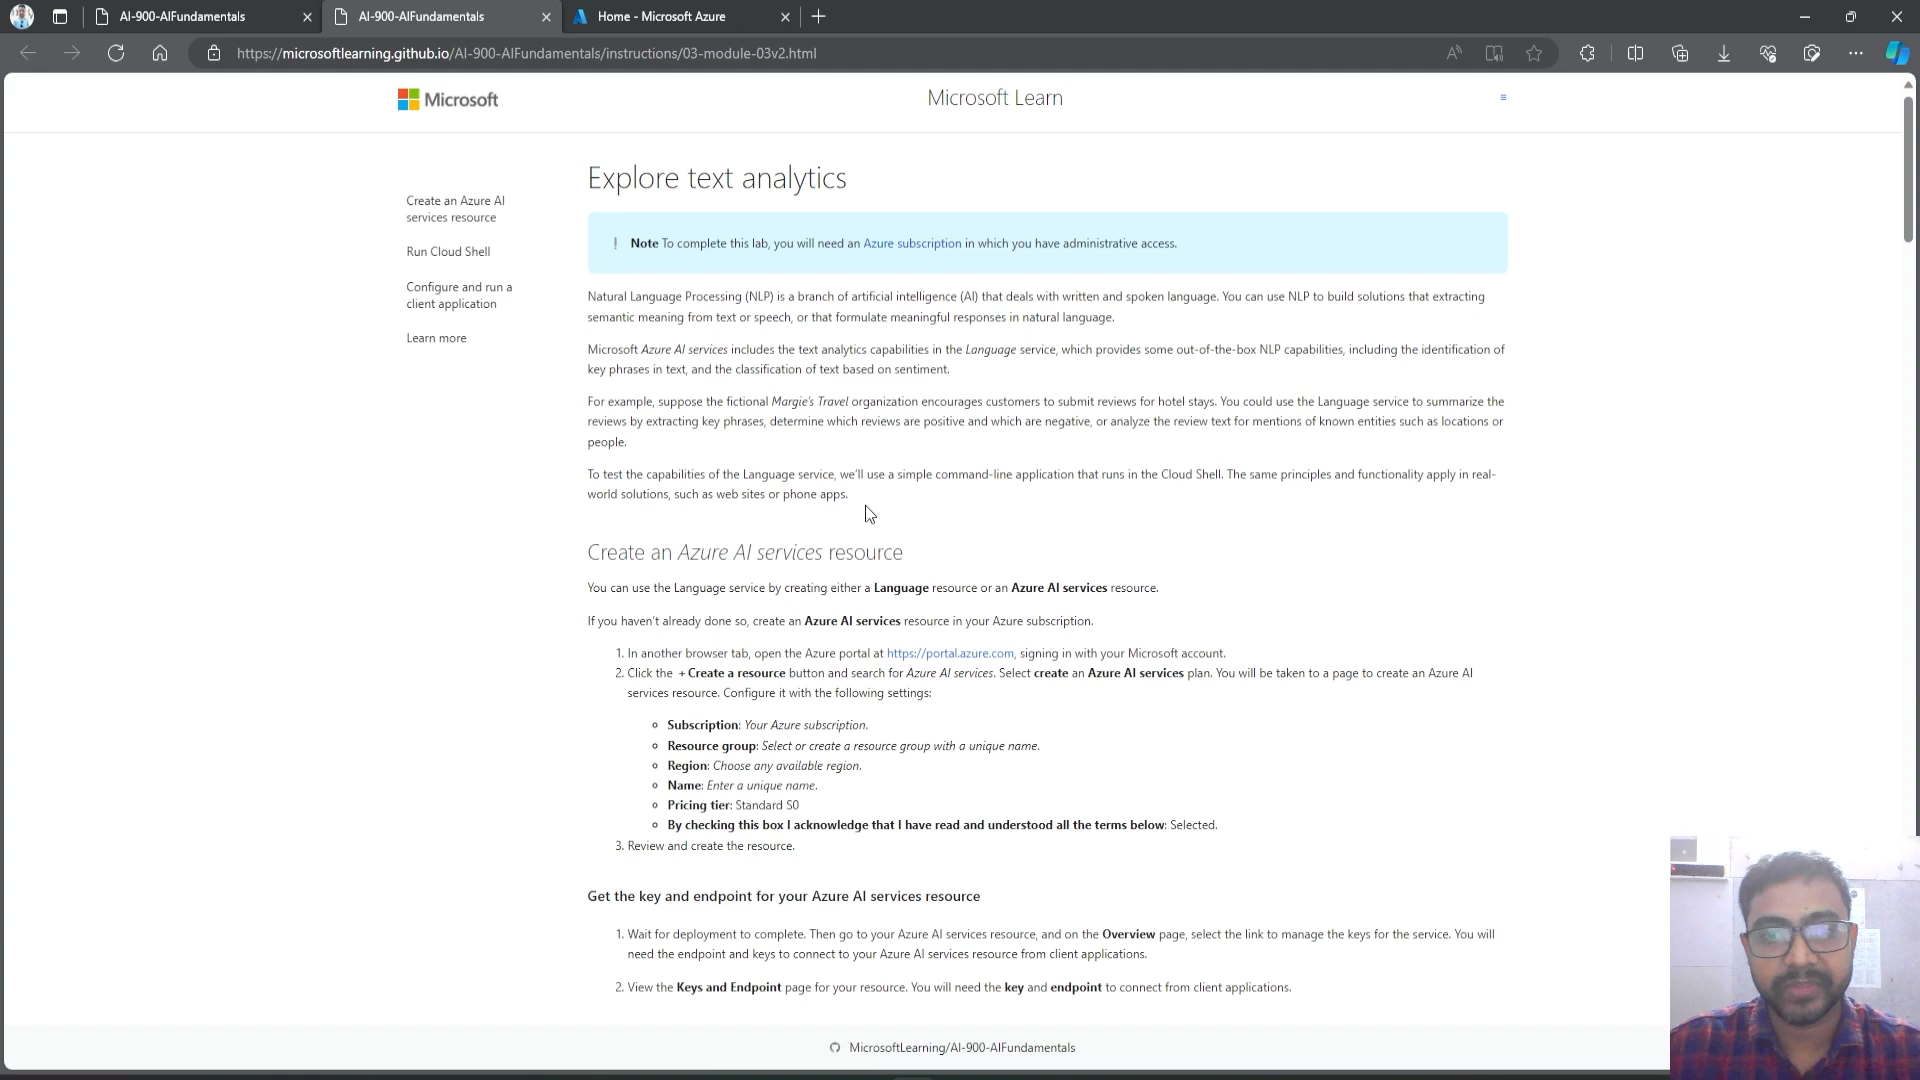 AI-900-AIFundamentals
AI-900-AIFundamentals
Home - Microsoft Azure
https://microsoftlearning.github.io/AI-900-AIFundamentals/instructions/03-module-03v2.html
Microsoft
Microsoft Learn
Create an Azure AI
services resource
Run Cloud Shell
Configure and run a
client application
Learn more
Explore text analytics
Note To complete this lab, you will need an Azure subscription in which you have administrative access.
Natural Language Processing (NLP) is a branch of artificial intelligence (AI) that deals with written and spoken language. You can use NLP to build solutions that extracting
semantic meaning from text or speech, or that formulate meaningful responses in natural language.
Microsoft Azure AI services includes the text analytics capabilities in the Language service, which provides some out-of-the-box NLP capabilities, including the identification of
key phrases in text, and the classification of text based on sentiment.
For example, suppose the fictional Margie's Travel organization encourages customers to submit reviews for hotel stays. You could use the Language service to summarize the
reviews by extracting key phrases, determine which reviews are positive and which are negative, or analyze the review text for mentions of known entities such as locations or
people.
To test the capabilities of the Language service, we'll use a simple command-line application that runs in the Cloud Shell. The same principles and functionality apply in real-
world solutions, such as web sites or phone apps.
Create an Azure AI services resource
You can use the Language service by creating either a Language resource or an Azure AI services resource.
If you haven't already done so, create an Azure AI services resource in your Azure subscription.
1. In another browser tab, open the Azure portal at https://portal.azure.com, signing in with your Microsoft account.
2. Click the +Create a resource button and search for Azure AI services. Select create an Azure AI services plan. You will be taken to a page to create an Azure AI
services resource. Configure it with the following settings:
Subscription: Your Azure subscription.
Resource group: Select or create a resource group with a unique name.
Region: Choose any available region.
Name: Enter a unique name.
Pricing tier: Standard S0
By checking this box I acknowledge that I have read and understood all the terms below: Selected.
3. Review and create the resource.
Get the key and endpoint for your Azure AI services resource
1. Wait for deployment to complete. Then go to your Azure AI services resource, and on the Overview page, select the link to manage the keys for the service. You will
need the endpoint and keys to connect to your Azure AI services resource from client applications.
2. View the Keys and Endpoint page for your resource. You will need the key and endpoint to connect from client applications.
MicrosoftLearning/AI-900-AIFundamentals